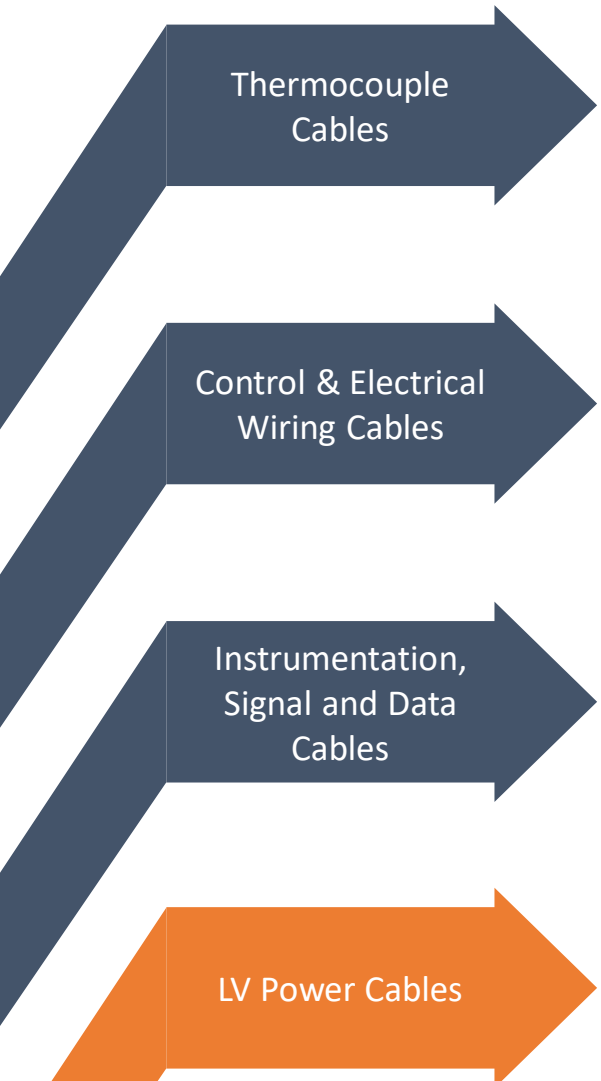 Thermocouple
Cables
Control & Electrical
Wiring Cables
Instrumentation,
Signal and Data
Cables
LV Power Cables